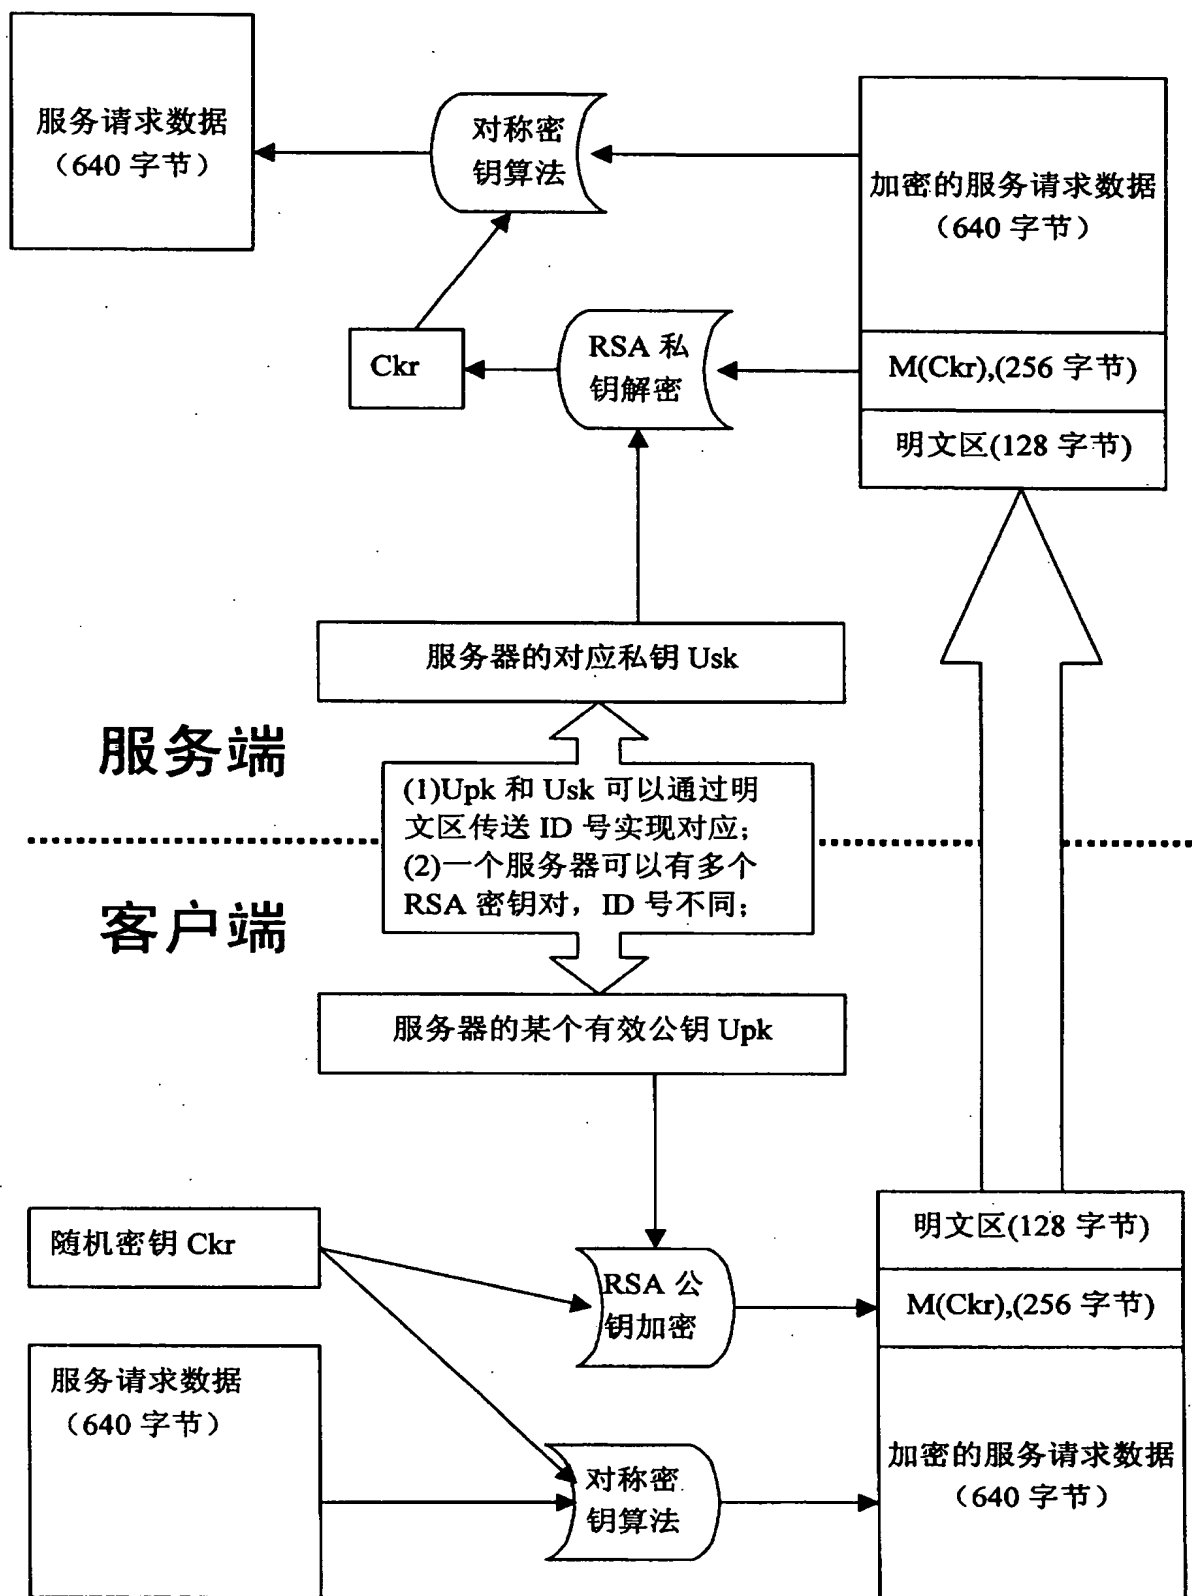 服务请求数据
（640 字节）
对称密
钥算法
加密的服务请求数据
（640 字节）
Ckr
RSA 私
钥解密
M(Ckr),(256 字节)
明文区(128 字节)
服务器的对应私钥 Usk
服务端
(1)Upk 和 Usk 可以通过明
文区传送 ID 号实现对应；
(2)一个服务器可以有多个
RSA 密钥对，ID 号不同；
客户端
服务器的某个有效公钥 Upk
随机密钥 Ckr
RSA 公
钥加密
明文区(128 字节)
M(Ckr),(256 字节)
服务请求数据
（640 字节）
对称密
钥算法
加密的服务请求数据
（640 字节）